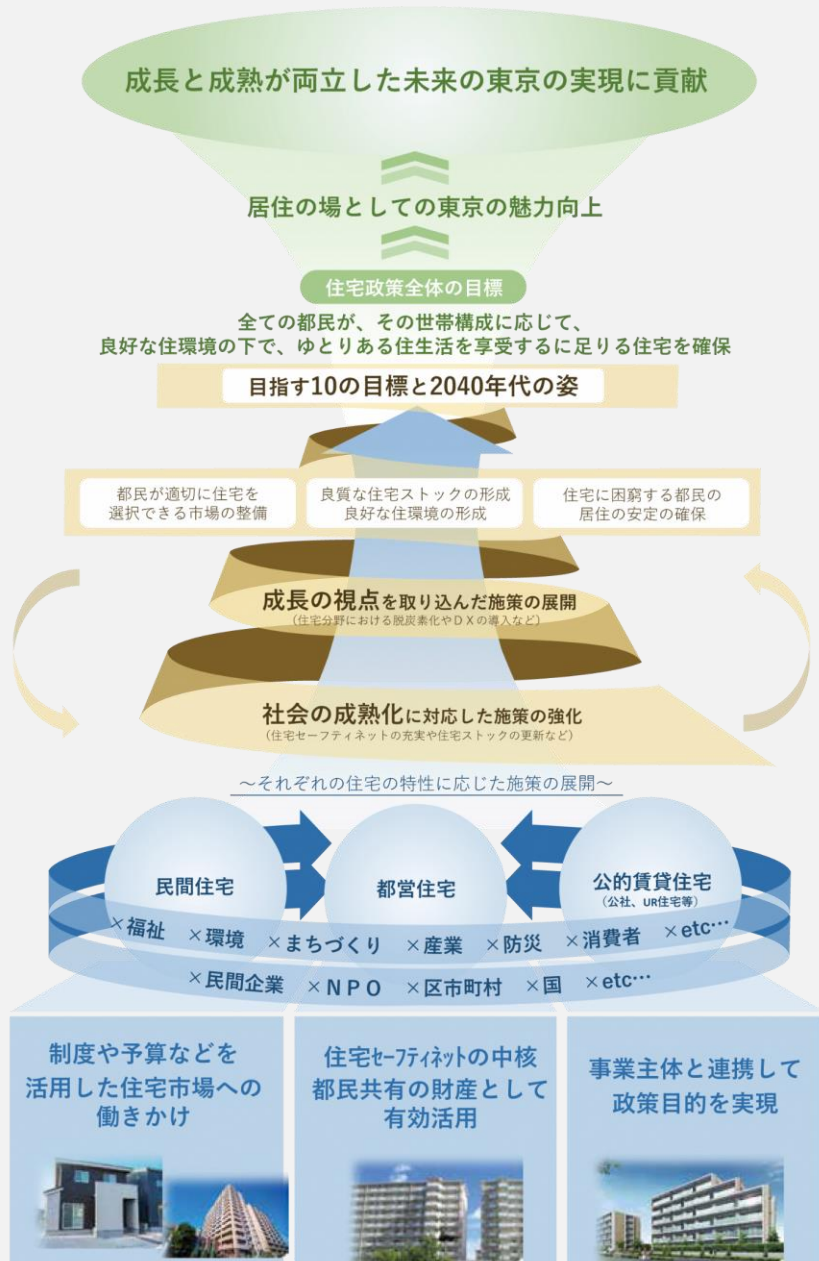 成長と成熟が両立した未来の東京の実現に貢献
居住の場としての東京の魅力向上
住宅政策全体の目標
全ての都民が、その世帯構成に応じて、
良好な住環境の下で、ゆとりある住生活を享受するに足りる住宅を確保
目指す10の目標と2040年代の姿
都民が適切に住宅を
選択できる市場の整備
良質な住宅ストックの形成
良好な住環境の形成
住宅に困窮する都民の
居住の安定の確保
成長の視点を取り込んだ施策の展開
(住宅分野における脱炭素化やDXの導入など)
社会の成熟化に対応した施策の強化
(住宅セーフティネットの充実や住宅ストックの更新など)
～それぞれの住宅の特性に応じた施策の展開～
民間住宅
都営住宅
公的賃貸住宅
(公社、UR住宅等)
×福祉 ×環境 ×まちづくり ×産業 ×防災 ×消費者 ×etc…
×民間企業 ×NPO ×区市町村 ×国 ×etc…
制度や予算などを
活用した住宅市場への
働きかけ
住宅ｾｰﾌﾃｨﾈｯﾄの中核
都民共有の財産として
有効活用
事業主体と連携して
政策目的を実現